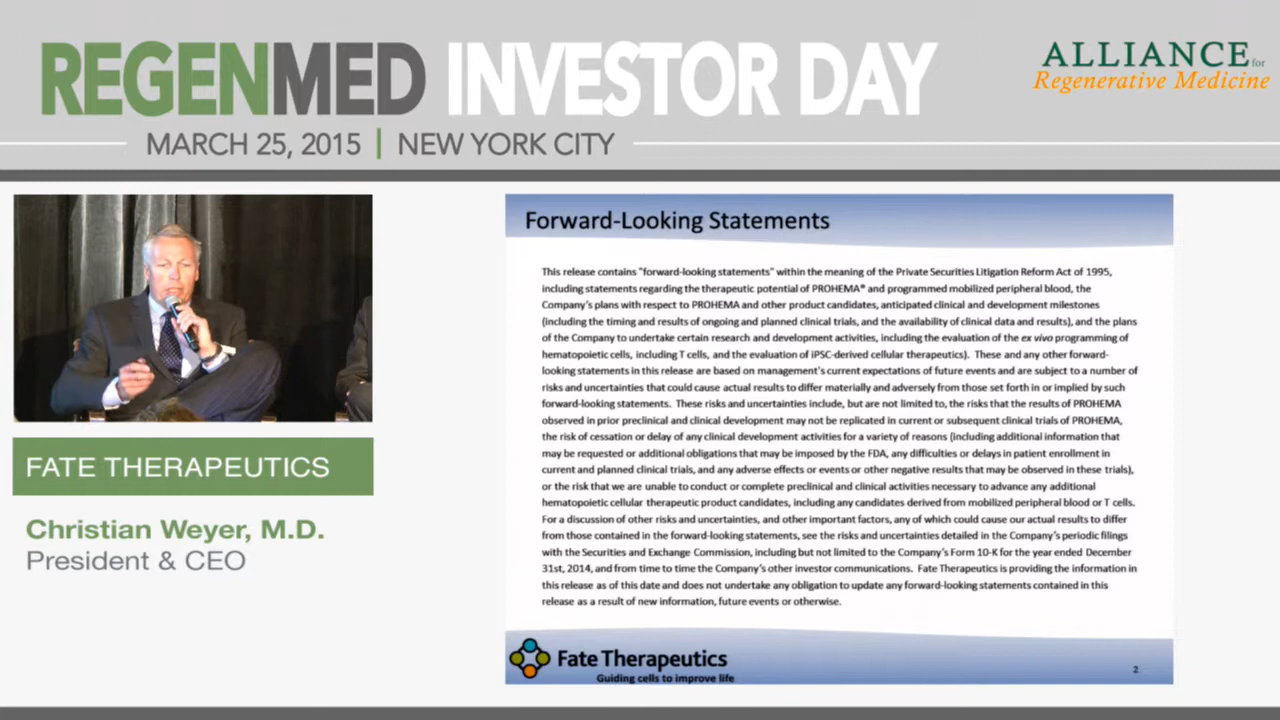 REGENMED INVESTOR DAY
MARCH 25, 2015 | NEW YORK CITY
ALLIANCE for
Regenerative Medicine
FATE THERAPEUTICS
Christian Weyer, M.D.
President & CEO
Forward-Looking Statements
This release contains "forward-looking statements" within the meaning of the Private Securities Litigation Reform Act of 1995,
including statements regarding the therapeutic potential of PROHEMA® and programmed mobilized peripheral blood, the
Company's plans with respect to PROHEMA and other product candidates, anticipated clinical and development milestones
(including the timing and results of ongoing and planned clinical trials, and the availability of clinical data and results), and the plans
of the Company to undertake certain research and development activities, including the evaluation of the ex vivo programming of
hematopoietic cells, including T cells, and the evaluation of iPSC-derived cellular therapeutics). These and any other forward-
looking statements in this release are based on management's current expectations of future events and are subject to a number of
risks and uncertainties that could cause actual results to differ materially and adversely from those set forth in or implied by such
forward-looking statements. These risks and uncertainties include, but are not limited to, the risks that the results of PROHEMA
observed in prior preclinical and clinical development may not be replicated in current or subsequent clinical trials of PROHEMA,
the risk of cessation or delay of any clinical development activities for a variety of reasons (including additional information that
may be requested or additional obligations that may be imposed by the FDA, any difficulties or delays in patient enrollment in
current and planned clinical trials, and any adverse effects or events or other negative results that may be observed in these trials),
or the risk that we are unable to conduct or complete preclinical and clinical activities necessary to advance any additional
hematopoietic cellular therapeutic product candidates, including any candidates derived from mobilized peripheral blood or T cells.
For a discussion of other risks and uncertainties, and other important factors, any of which could cause our actual results to differ
from those contained in the forward-looking statements, see the risks and uncertainties detailed in the Company's periodic filings
with the Securities and Exchange Commission, including but not limited to the Company's Form 10-K for the year ended December
31st, 2014, and from time to time the Company's other investor communications. Fate Therapeutics is providing the information in
this release as of this date and does not undertake any obligation to update any forward-looking statements contained in this
release as a result of new information, future events or otherwise.
Fate Therapeutics
Guiding cells to improve life
2